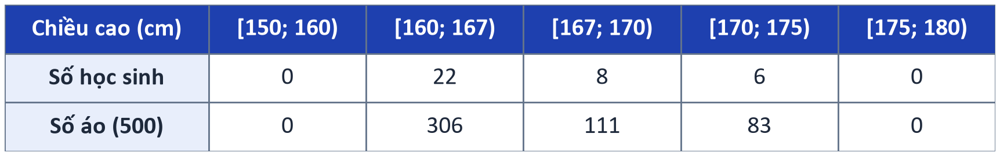 Chiều cao (cm) [150; 160) [160; 167) [167; 170) [170; 175) [175; 180)
Số học sinh 0 22 8 6 0
Số áo (500) 0 306 111 83 0